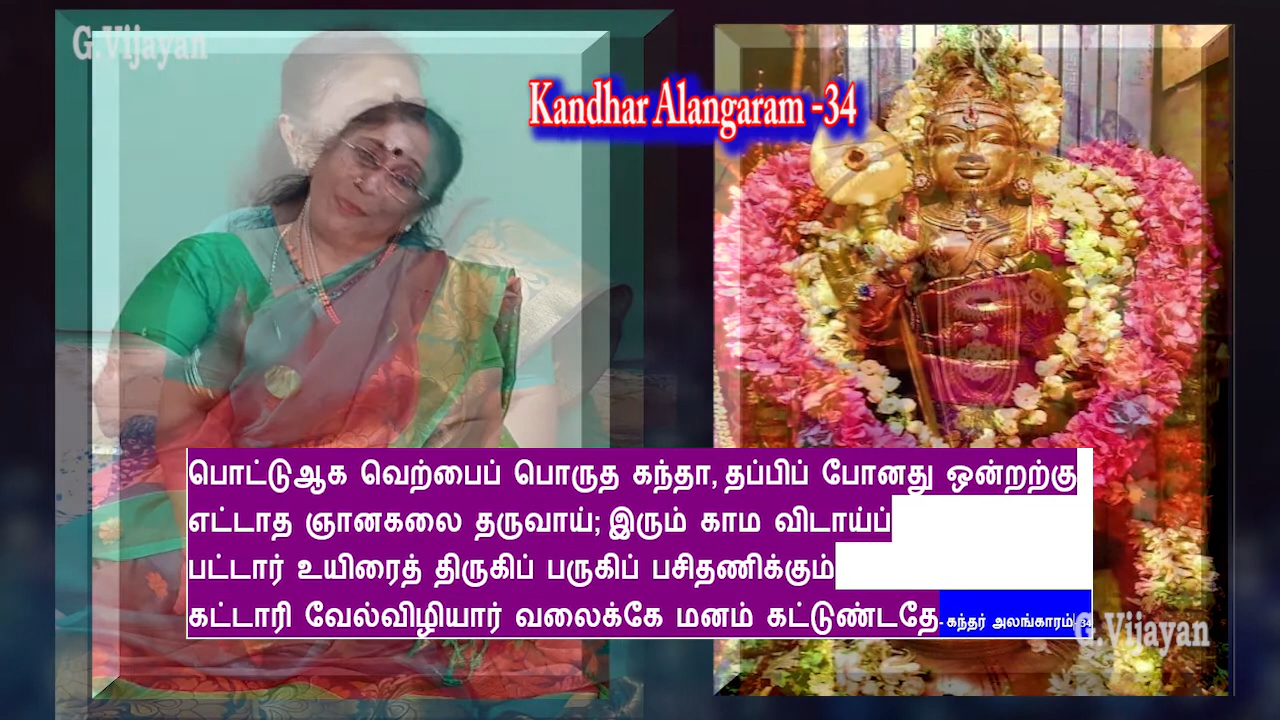 G.Vijayan
Kandhar Alangaram -34
பொட்டுஆக வெற்பைப் பொருத கந்தா, தப்பிப் போனது ஒன்றற்கு
எட்டாத ஞானகலை தருவாய்; இரும் காம விடாய்ப்
பட்டார் உயிரைத் திருகிப் பருகிப் பசிதணிக்கும்
கட்டாரி வேல்விழியார் வலைக்கே மனம் கட்டுண்டதே - கந்தர் அலங்காரம் - 34
G.Vijayan